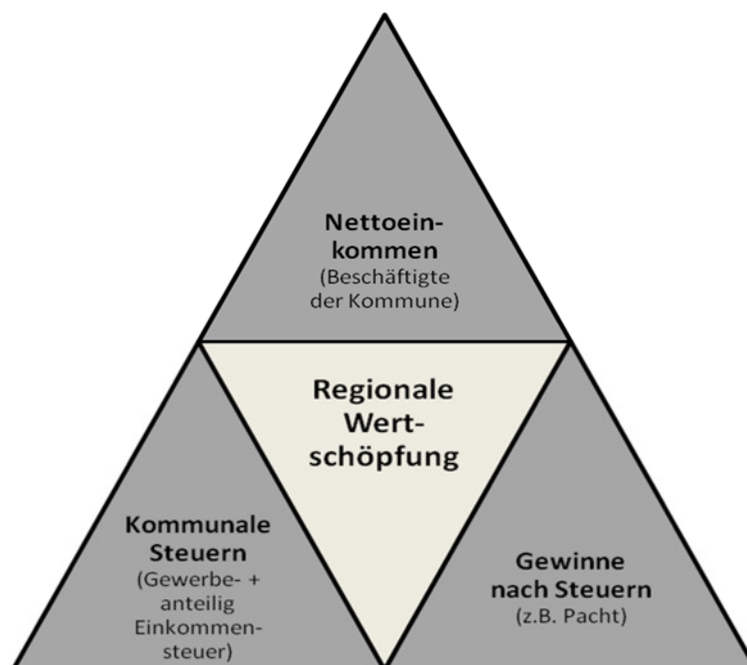 Nettoein-
kommen
(Beschäftigte
der Kommune)
Regionale
Wert-
schöpfung
Kommunale
Steuern
(Gewerbe- +
anteilig
Einkommen-
steuer)
Gewinne
nach Steuern
(z.B. Pacht)